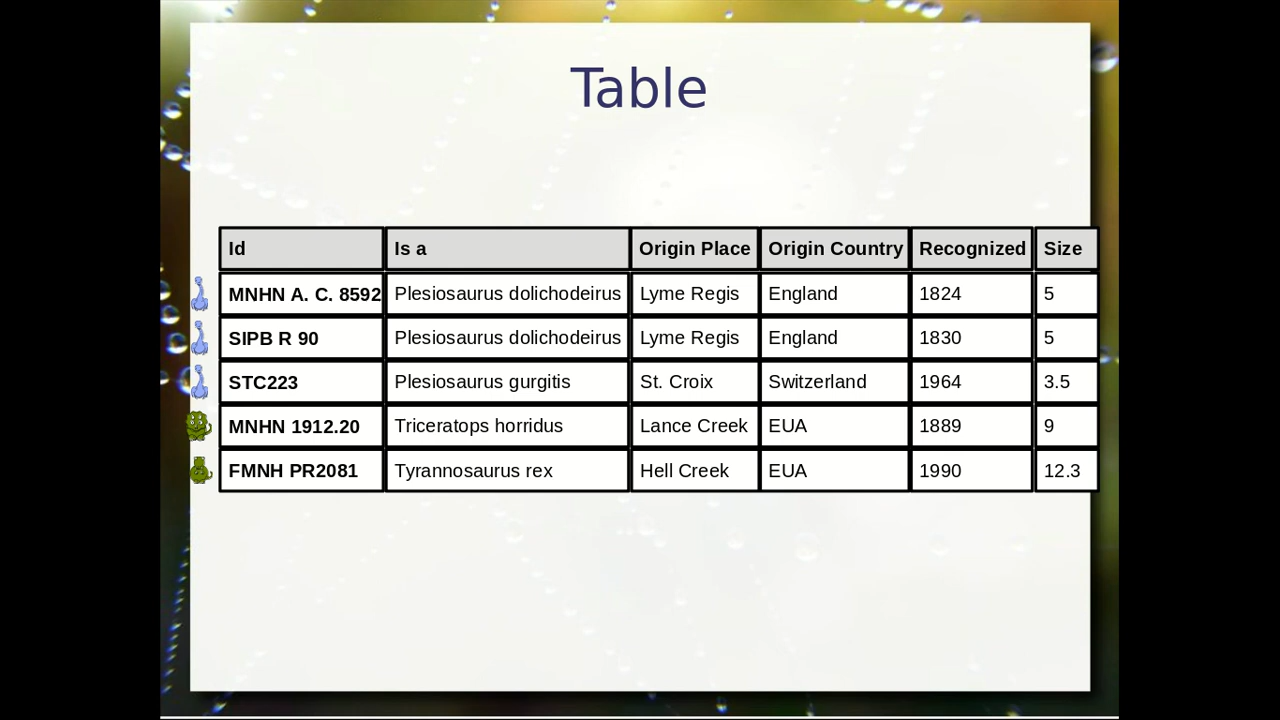 Table
Id Is a Origin Place Origin Country Recognized Size
MNHN A. C. 8592 Plesiosaurus dolichodeirus Lyme Regis England 1824 5
SIPB R 90 Plesiosaurus dolichodeirus Lyme Regis England 1830 5
STC223 Plesiosaurus gurgitis St. Croix Switzerland 1964 3.5
MNHN 1912.20 Triceratops horridus Lance Creek EUA 1889 9
FMNH PR2081 Tyrannosaurus rex Hell Creek EUA 1990 12.3